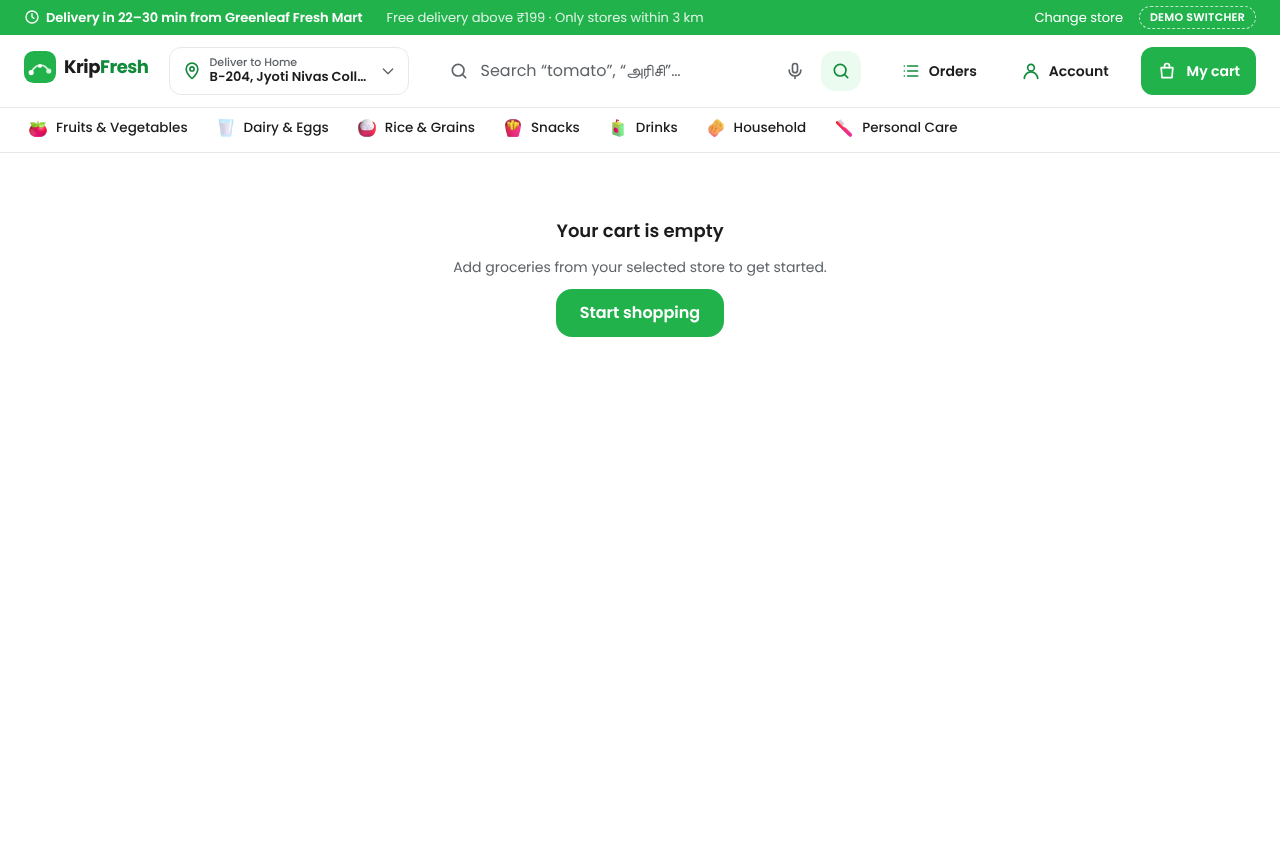 Delivery in 22–30 min from Greenleaf Fresh Mart
Free delivery above ₹199 · Only stores within 3 km
Change store
DEMO SWITCHER
KripFresh
Deliver to Home
B-204, Jyoti Nivas Coll...
Search “tomato”, “அரிசி”...
Orders
Account
My cart
Fruits & Vegetables
Dairy & Eggs
Rice & Grains
Snacks
Drinks
Household
Personal Care
Your cart is empty
Add groceries from your selected store to get started.
Start shopping